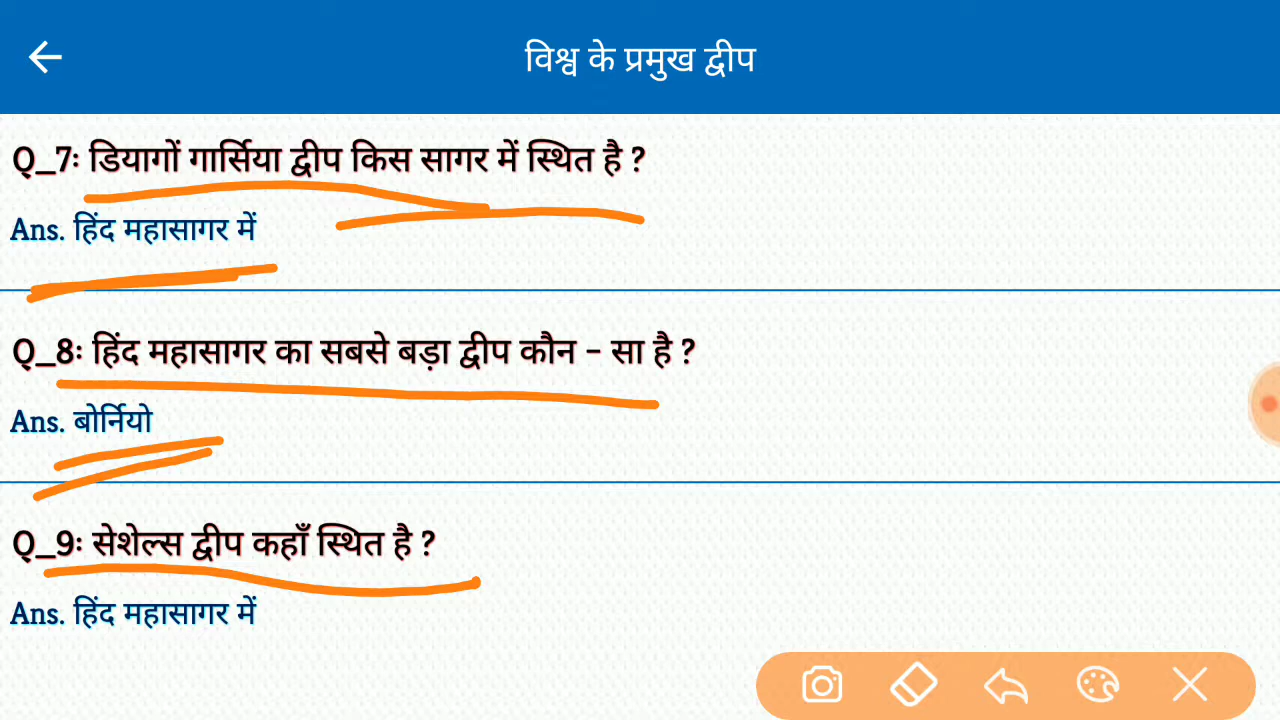 विश्व के प्रमुख द्वीप
Q_7: डियागों गार्सिया द्वीप किस सागर में स्थित है ?
Ans. हिंद महासागर में
Q_8: हिंद महासागर का सबसे बड़ा द्वीप कौन – सा है ?
Ans. बोर्नियो
Q_9: सेशेल्स द्वीप कहाँ स्थित है ?
Ans. हिंद महासागर में